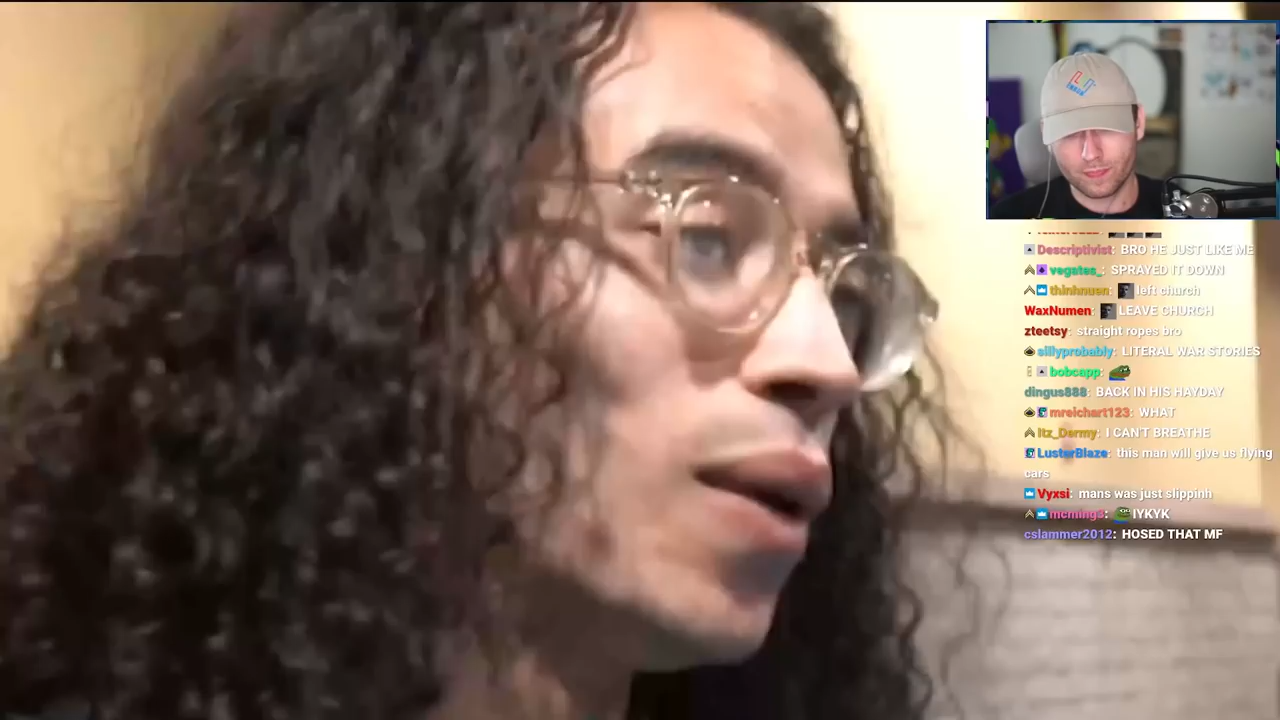 Descriptivist: BRO HE JUST LIKE ME
vegates_: SPRAYED IT DOWN
thinhnuen: left church
WaxNumen: LEAVE CHURCH
zteetsy: straight ropes bro
sillyprobably: LITERAL WAR STORIES
bobcapp:
dingus888: BACK IN HIS HAYDAY
mreichart123: WHAT
Itz_Dermy: I CAN'T BREATHE
LusterBlaze: this man will give us flying
cars
Vyxsi: mans was just slippinh
mcming3: IYKYK
cslammer2012: HOSED THAT MF